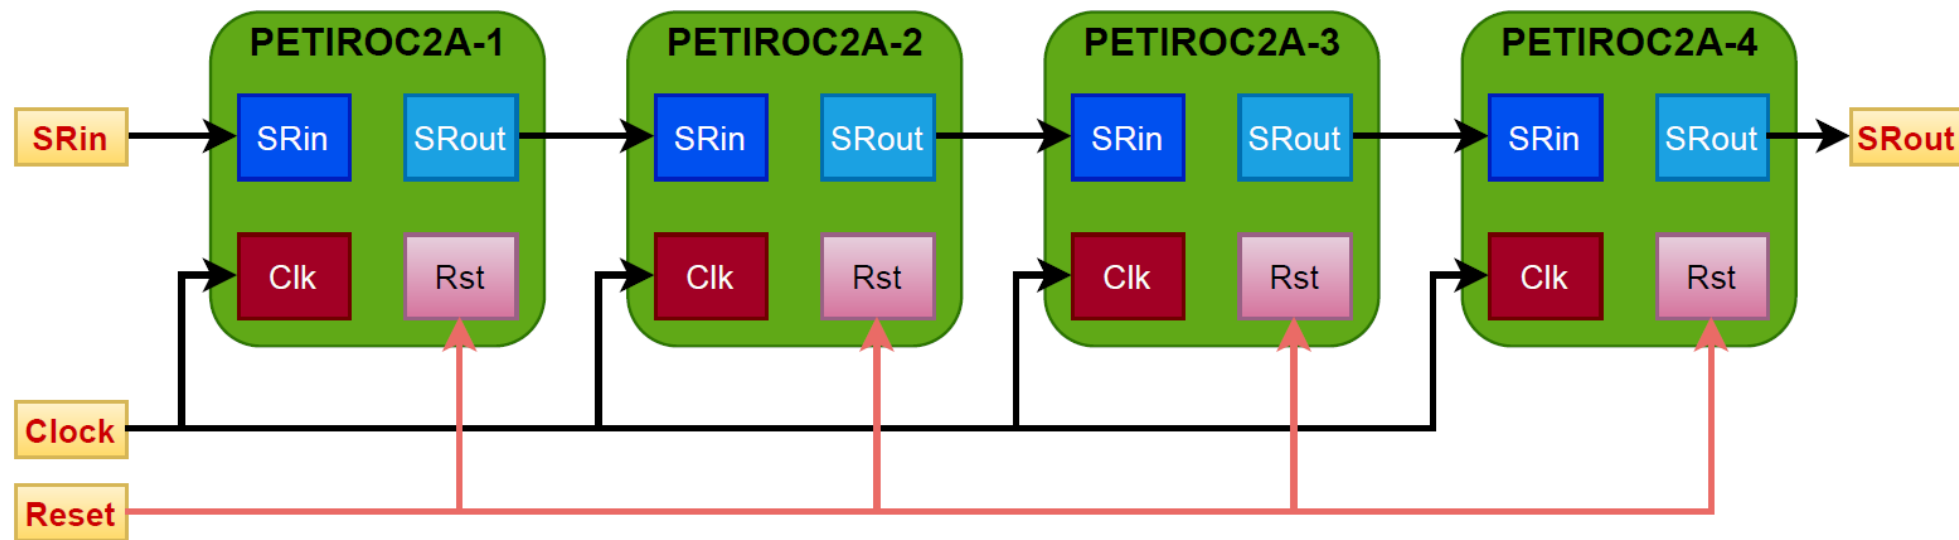 PETIROC2A-1 PETIROC2A-2 PETIROC2A-3 PETIROC2A-4
SRin SRin SRout SRin SRout SRin SRout SRin SRout SRout
Clk Rst Clk Rst Clk Rst Clk Rst
Clock
Reset